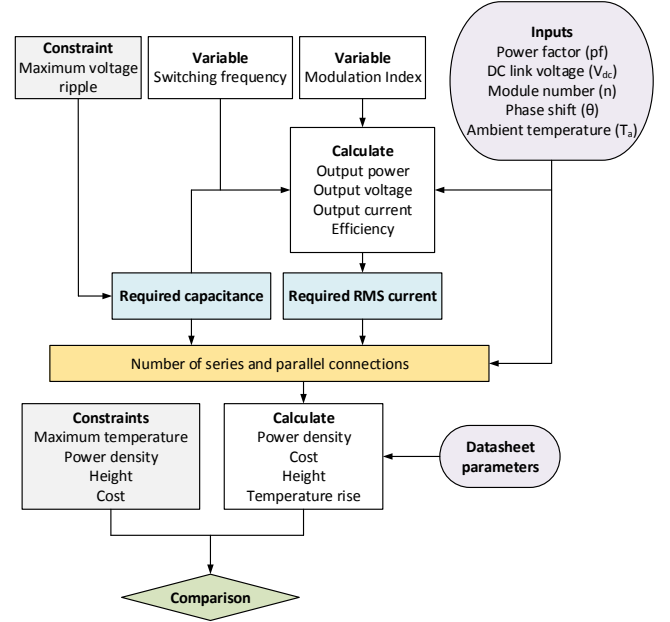 Constraint
Maximum voltage
ripple
Variable
Switching frequency
Variable
Modulation Index
Inputs
Power factor (pf)
DC link voltage (Vdc)
Module number (n)
Phase shift (θ)
Ambient temperature (Ta)
Calculate
Output power
Output voltage
Output current
Efficiency
Required capacitance
Required RMS current
Number of series and parallel connections
Constraints
Maximum temperature
Power density
Height
Cost
Calculate
Power density
Cost
Height
Temperature rise
Datasheet
parameters
Comparison